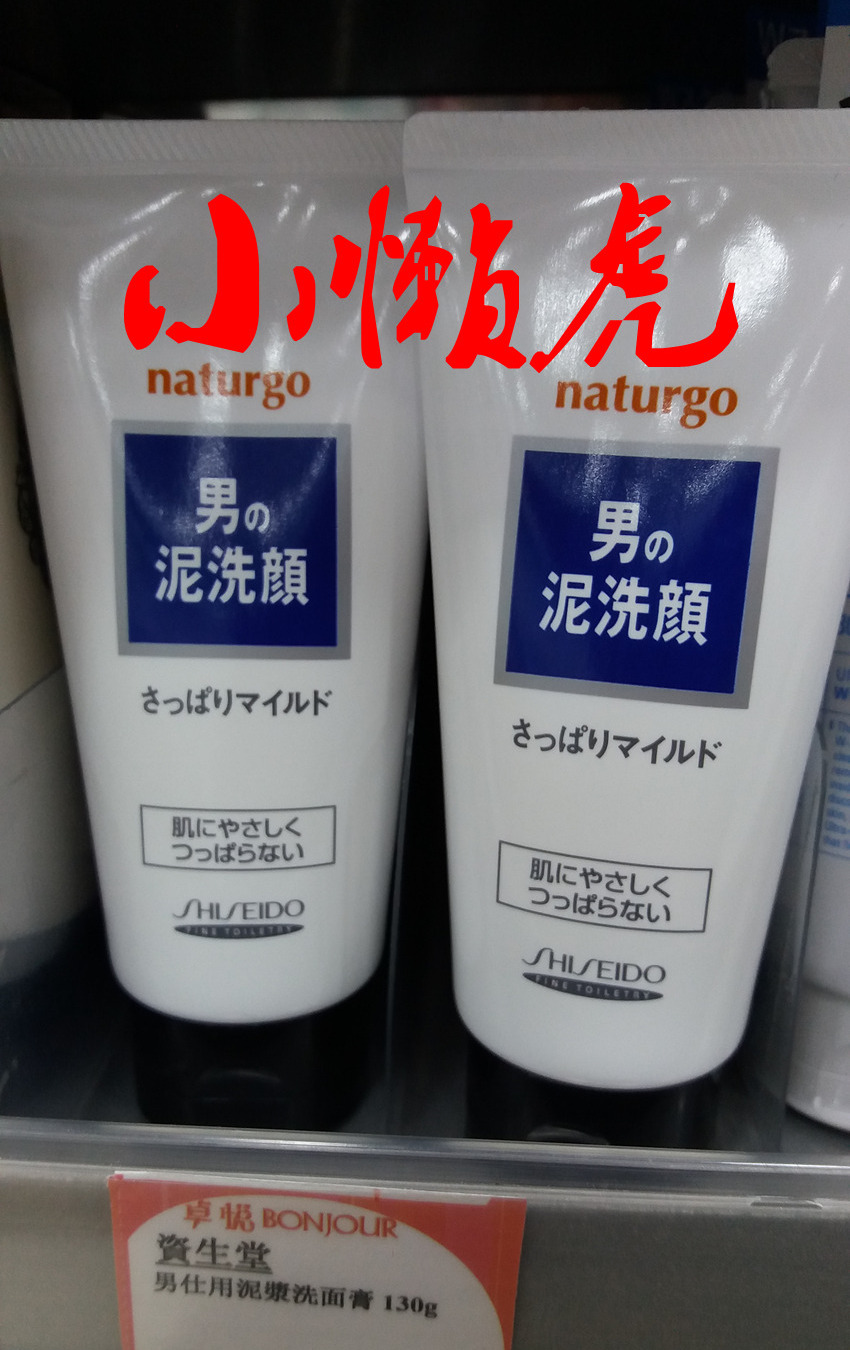 小懶虎
naturgo
男の
泥洗顔
さっぱりマイルド
肌にやさしく
つっぱらない
SHISEIDO
FINE TOILETRY
naturgo
男の
泥洗顔
さっぱりマイルド
肌にやさしく
つっぱらない
SHISEIDO
FINE TOILETRY
卓悅 BONJOUR
資生堂
男仕用泥漿洗面膏 130g